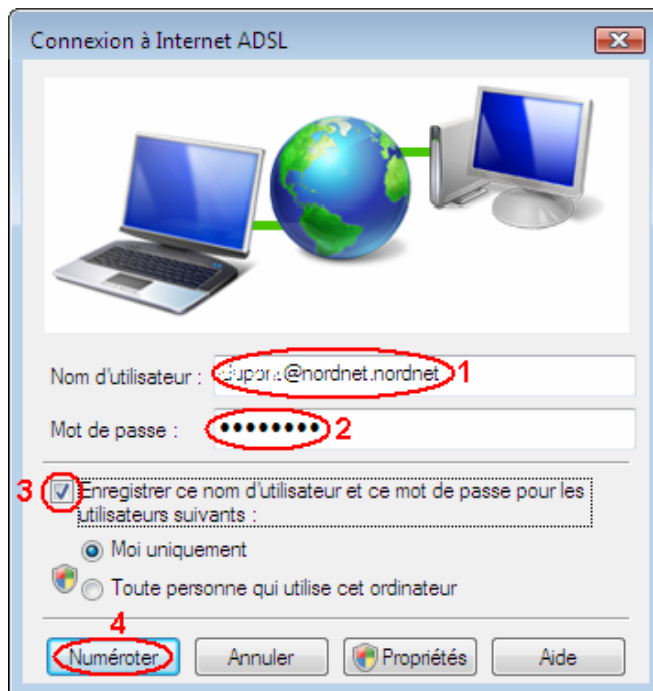 Connexion à Internet ADSL
Nom d'utilisateur : @nordnet.nordnet 1
Mot de passe : ●●●●●●●● 2
3 Enregistrer ce nom d'utilisateur et ce mot de passe pour les
utilisateurs suivants :
Moi uniquement
Toute personne qui utilise cet ordinateur
4
Numéroter Annuler Propriétés Aide